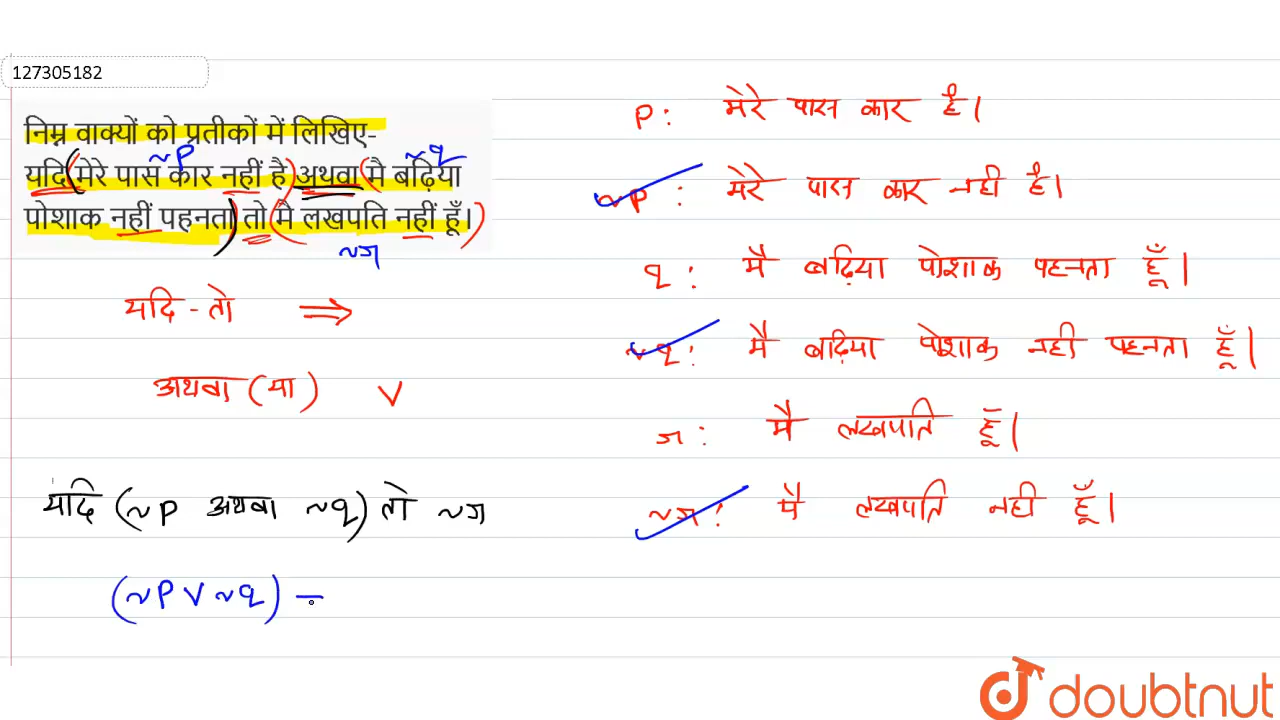 127305182
निम्न वाक्यों को प्रतीकों में लिखिए-
~p ~q
यदि (मेरे पास कार नहीं है) अथवा (मै बढ़िया
पोशाक नहीं पहनता) तो (मै लखपति नहीं हूँ।)
~r
यदि - तो ⇒
अथवा (या) ∨
यदि (~p अथवा ~q) तो ~r
(~p ∨ ~q) =
p: मेरे पास कार है।
~p: मेरे पास कार नही है।
q: मै बढ़िया पोशाक पहनता हूँ।
~q: मै बढ़िया पोशाक नही पहनता हूँ।
r: मै लखपति हूँ।
~r: मै लखपति नही हूँ।
doubtnut